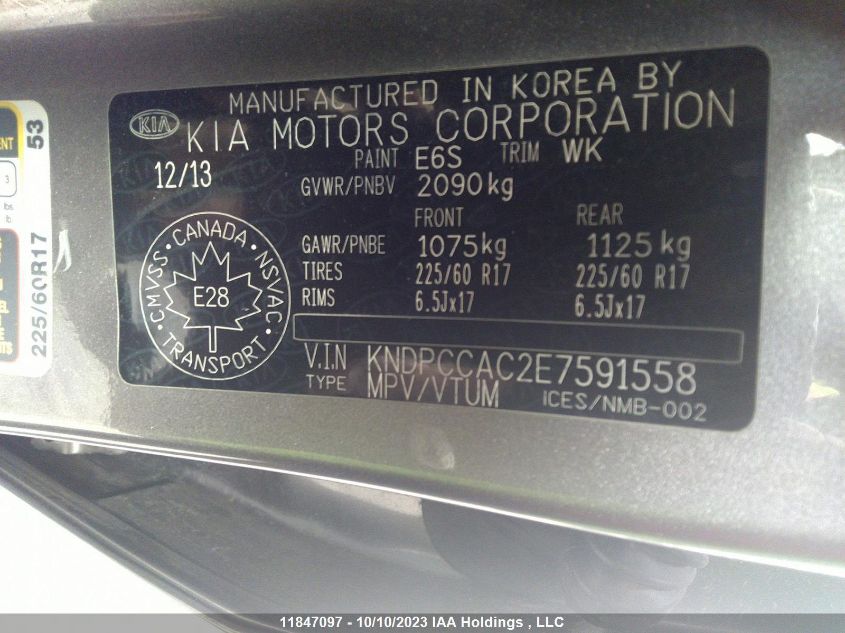 MANUFACTURED IN KOREA BY
KIA KIA MOTORS CORPORATION
12/13 PAINT E6S TRIM WK
GVWR/PNBV 2090kg
FRONT REAR
GAWR/PNBE 1075kg 1125kg
TIRES 225/60 R17 225/60 R17
RIMS 6.5Jx17 6.5Jx17
CMVSS • CANADA • NSVAC • TRANSPORT •
E28
V.I.N KNDPCCAC2E7591558
TYPE MPV/VTUM ICES/NMB-002
53
225/60R17
3
lbs
lb
11847097 - 10/10/2023 IAA Holdings , LLC